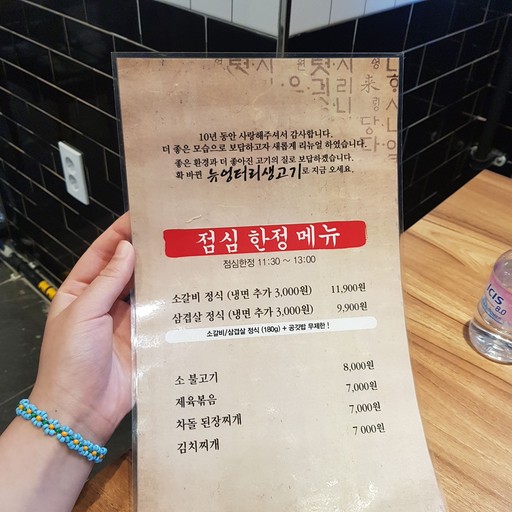 10년 동안 사랑해주셔서 감사합니다.
더 좋은 모습으로 보답하고자 새롭게 리뉴얼 하였습니다.
좋은 환경과 더 좋아진 고기의 질로 보답하겠습니다.
확 바뀐 뉴엉터리생고기로 지금 오세요.
점심 한정 메뉴
점심한정 11:30 ~ 13:00
소갈비 정식 (냉면 추가 3,000원) 11,900원
삼겹살 정식 (냉면 추가 3,000원) 9,900원
소갈비/삼겹살 정식 (180g) + 공깃밥 무제한 !
소 불고기 8,000원
제육볶음 7,000원
차돌 된장찌개 7,000원
김치찌개 7 000원
CIS
8.0